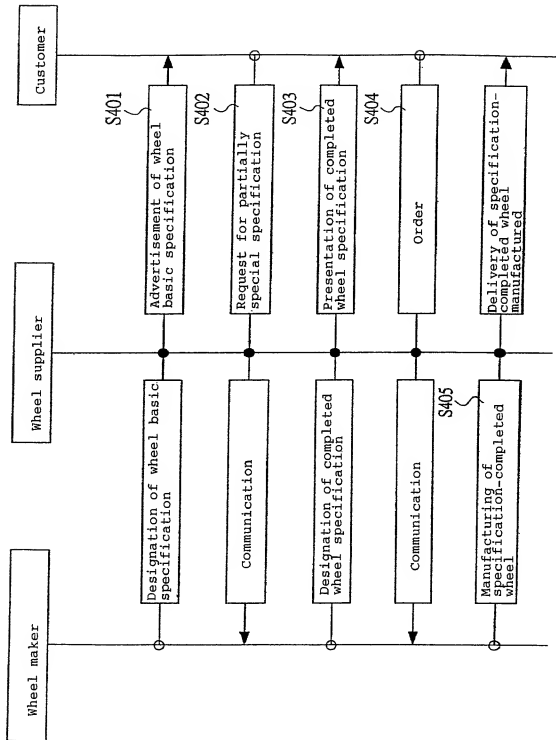 Wheel maker
Wheel supplier
Customer
Designation of wheel basic
specification
S401
Advertisement of wheel
basic specification
Communication
S402
Request for partially
special specification
Designation of completed
wheel specification
S403
Presentation of completed
wheel specification
Communication
S404
Order
S405
Manufacturing of
specification-completed
wheel
Delivery of specification-
completed wheel
manufactured